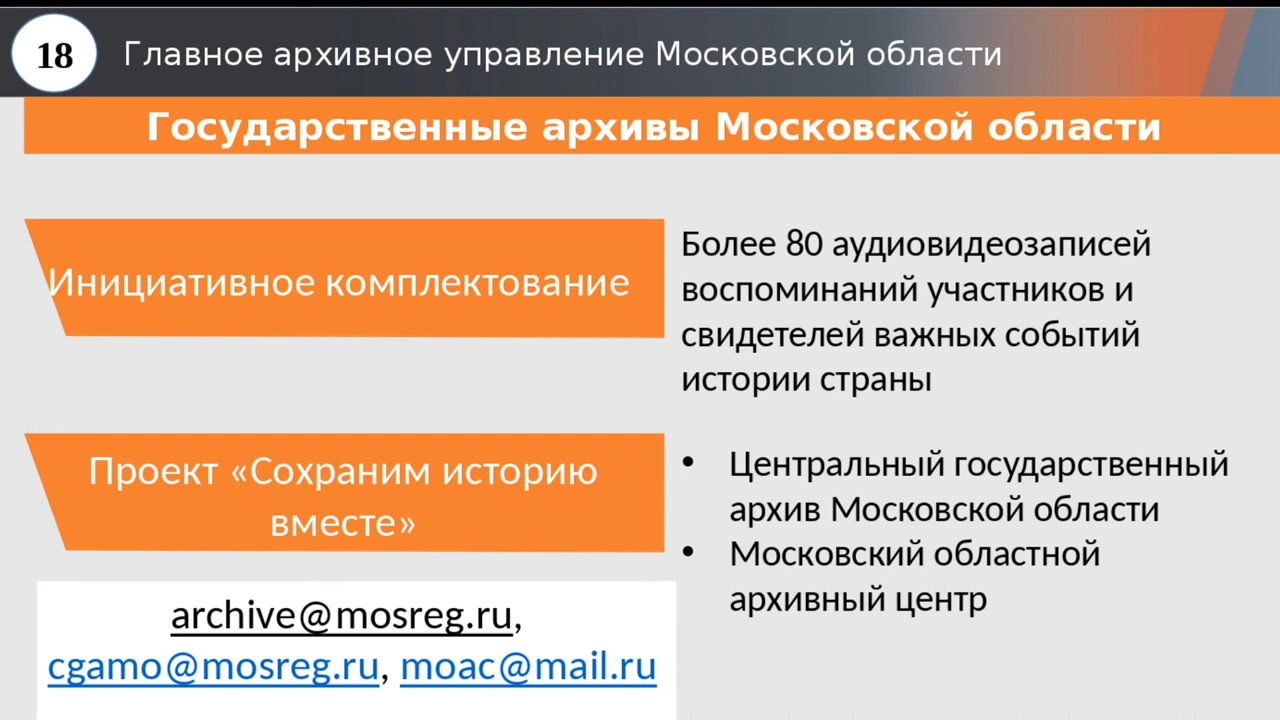 18
Главное архивное управление Московской области
Государственные архивы Московской области
Инициативное комплектование
Более 80 аудиовидеозаписей
воспоминаний участников и
свидетелей важных событий
истории страны
Проект «Сохраним историю
вместе»
• Центральный государственный
архив Московской области
• Московский областной
архивный центр
archive@mosreg.ru,
cgamo@mosreg.ru, moac@mail.ru